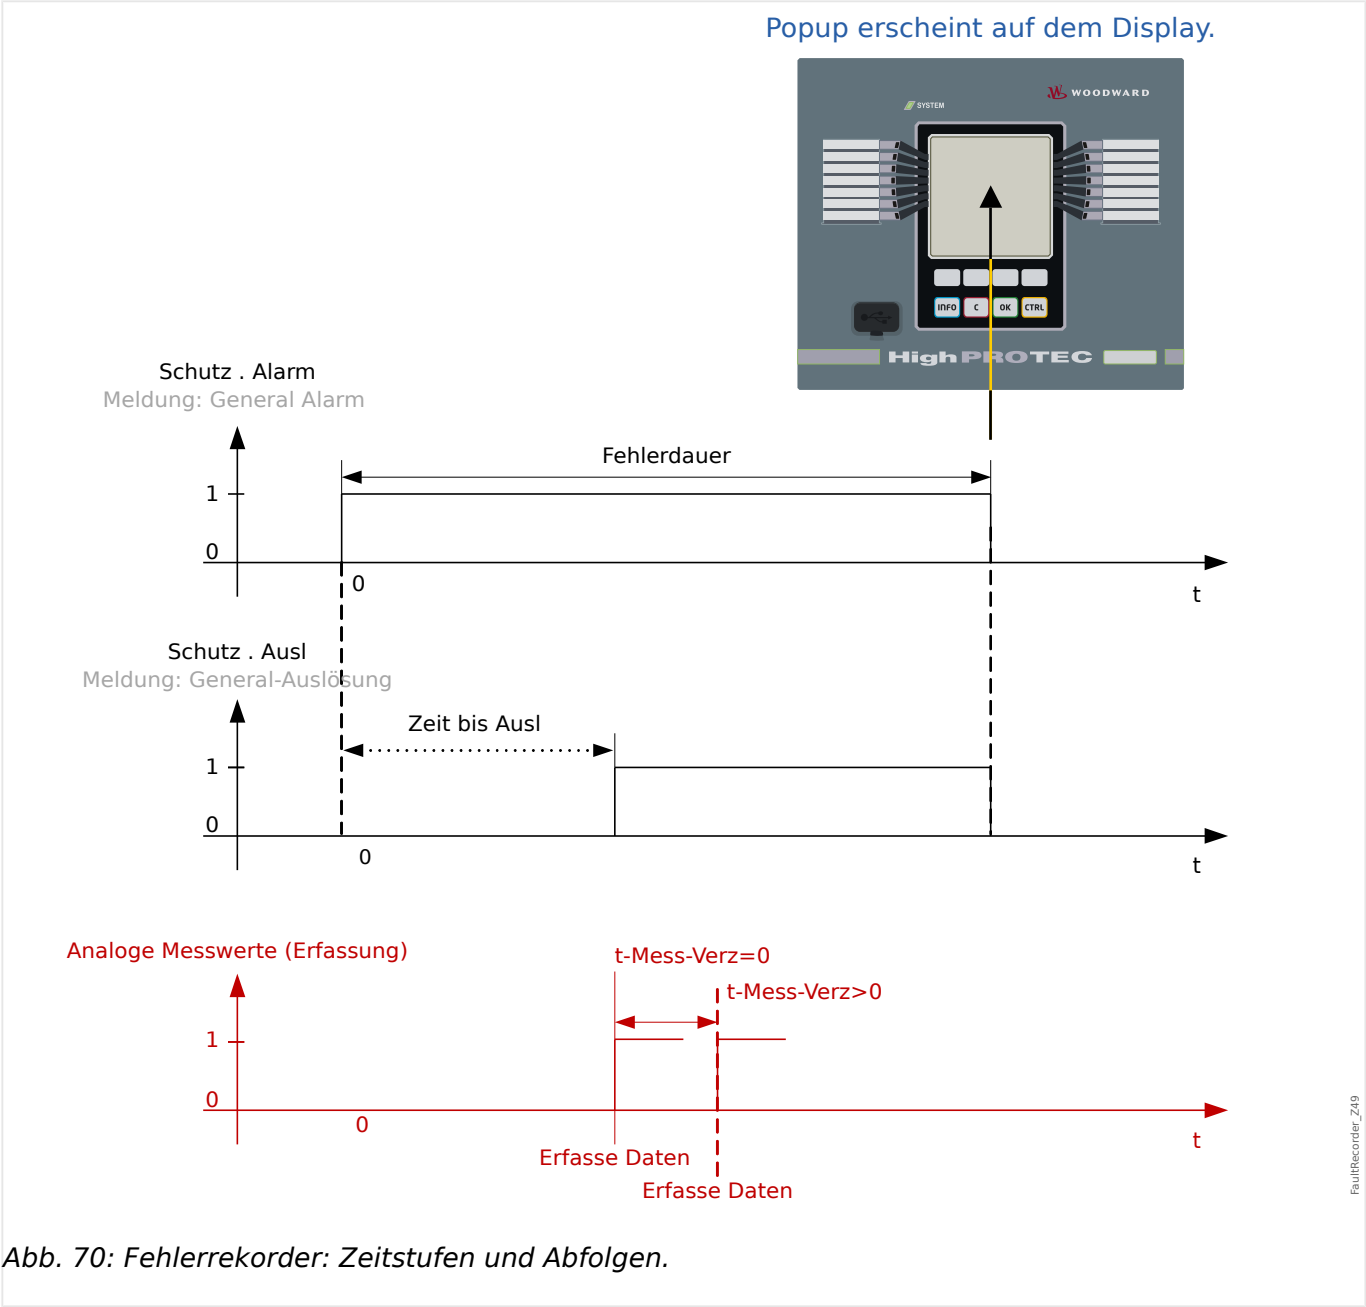 Popup erscheint auf dem Display.
WOODWARD
SYSTEM
INFO C OK CTRL
HighPROTEC
Schutz . Alarm
Meldung: General Alarm
Fehlerdauer
1
0
0
t
Schutz . Ausl
Meldung: General-Auslösung
Zeit bis Ausl
1
0
0
t
Analoge Messwerte (Erfassung)
t-Mess-Verz=0
t-Mess-Verz>0
1
0
0
t
Erfasse Daten
Erfasse Daten
FaultRecorder_Z49
Abb. 70: Fehlerrekorder: Zeitstufen und Abfolgen.